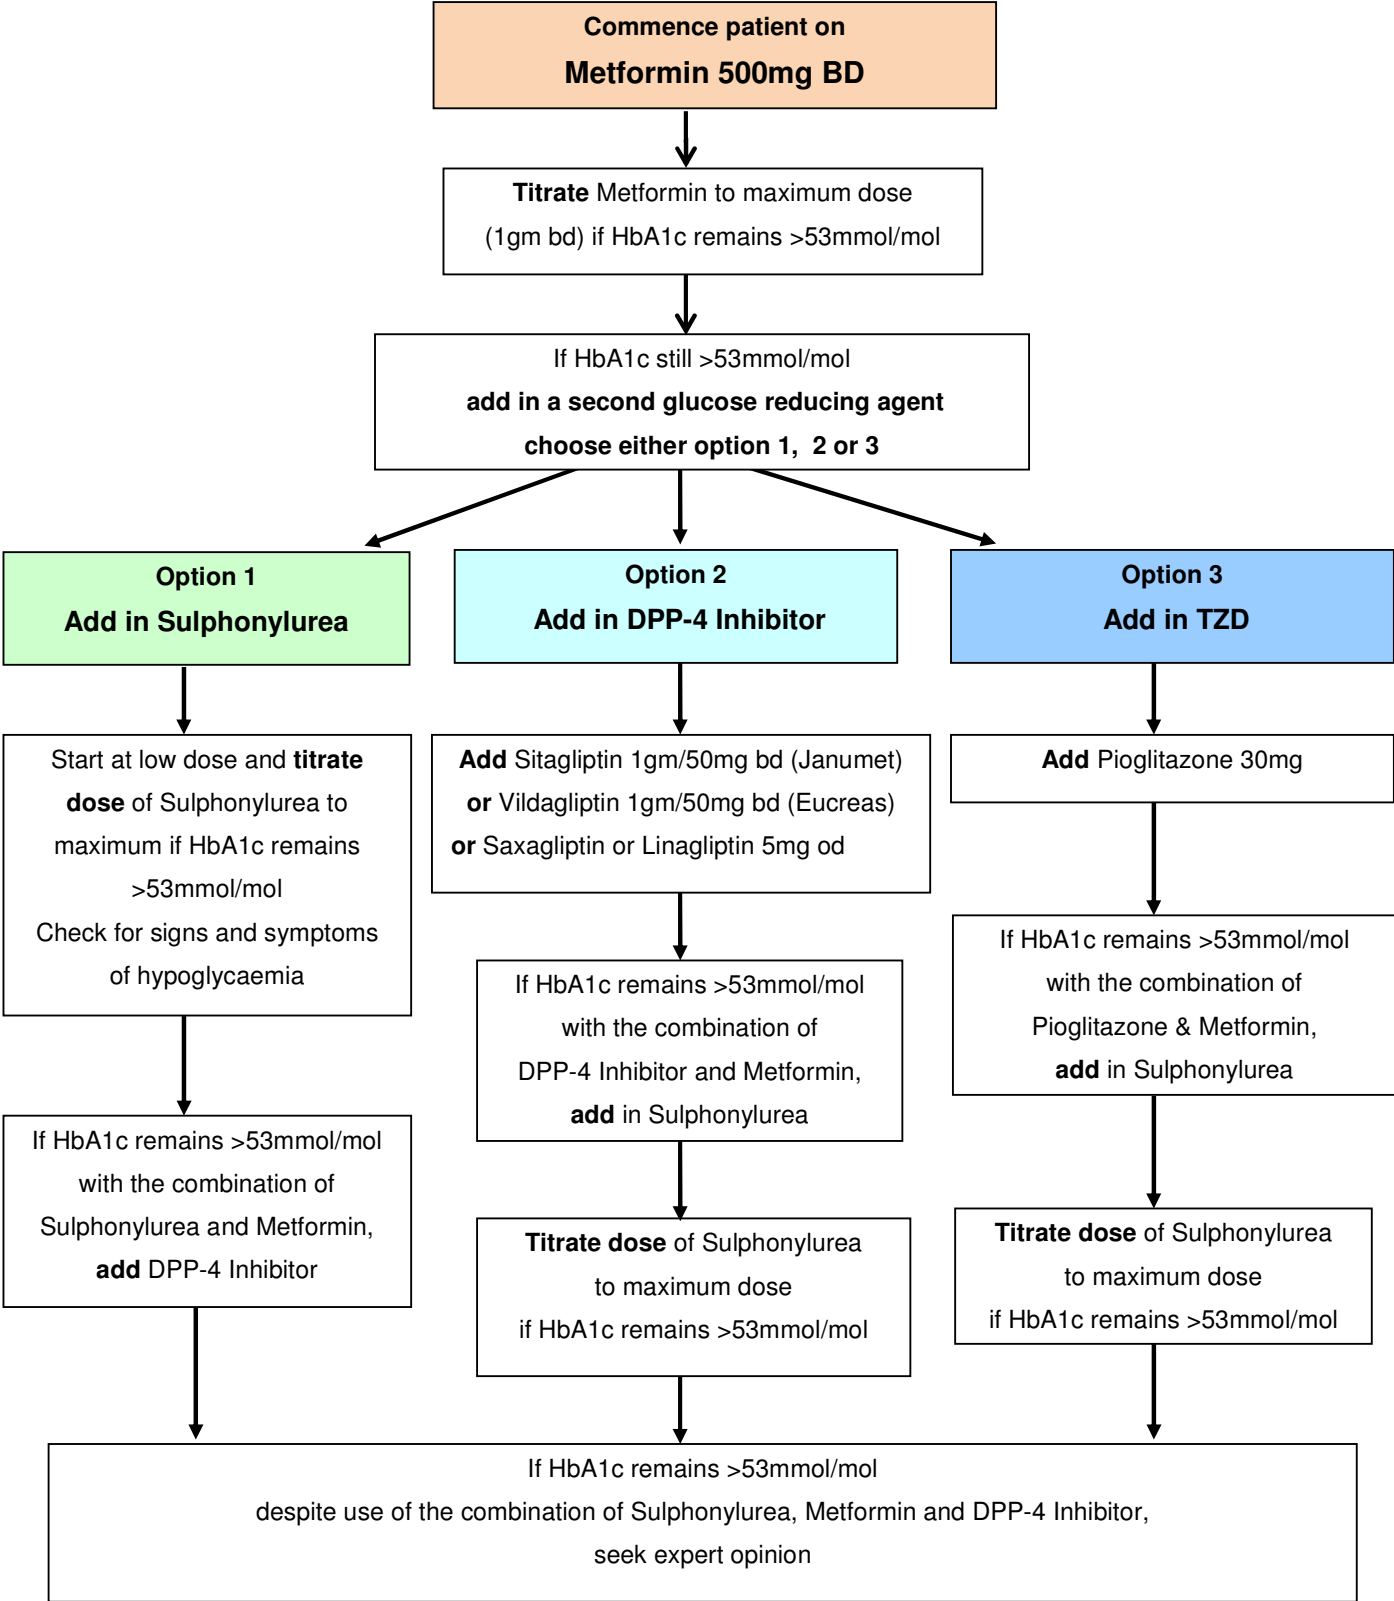 Commence patient on
Metformin 500mg BD
Titrate Metformin to maximum dose
(1gm bd) if HbA1c remains >53mmol/mol
If HbA1c still >53mmol/mol
add in a second glucose reducing agent
choose either option 1, 2 or 3
Option 1
Add in Sulphonylurea
Option 2
Add in DPP-4 Inhibitor
Option 3
Add in TZD
Start at low dose and titrate
dose of Sulphonylurea to
maximum if HbA1c remains
>53mmol/mol
Check for signs and symptoms
of hypoglycaemia
If HbA1c remains >53mmol/mol
with the combination of
Sulphonylurea and Metformin,
add DPP-4 Inhibitor
Add Sitagliptin 1gm/50mg bd (Janumet)
or Vildagliptin 1gm/50mg bd (Eucreas)
or Saxagliptin or Linagliptin 5mg od
If HbA1c remains >53mmol/mol
with the combination of
DPP-4 Inhibitor and Metformin,
add in Sulphonylurea
Titrate dose of Sulphonylurea
to maximum dose
if HbA1c remains >53mmol/mol
Add Pioglitazone 30mg
If HbA1c remains >53mmol/mol
with the combination of
Pioglitazone & Metformin,
add in Sulphonylurea
Titrate dose of Sulphonylurea
to maximum dose
if HbA1c remains >53mmol/mol
If HbA1c remains >53mmol/mol
despite use of the combination of Sulphonylurea, Metformin and DPP-4 Inhibitor,
seek expert opinion